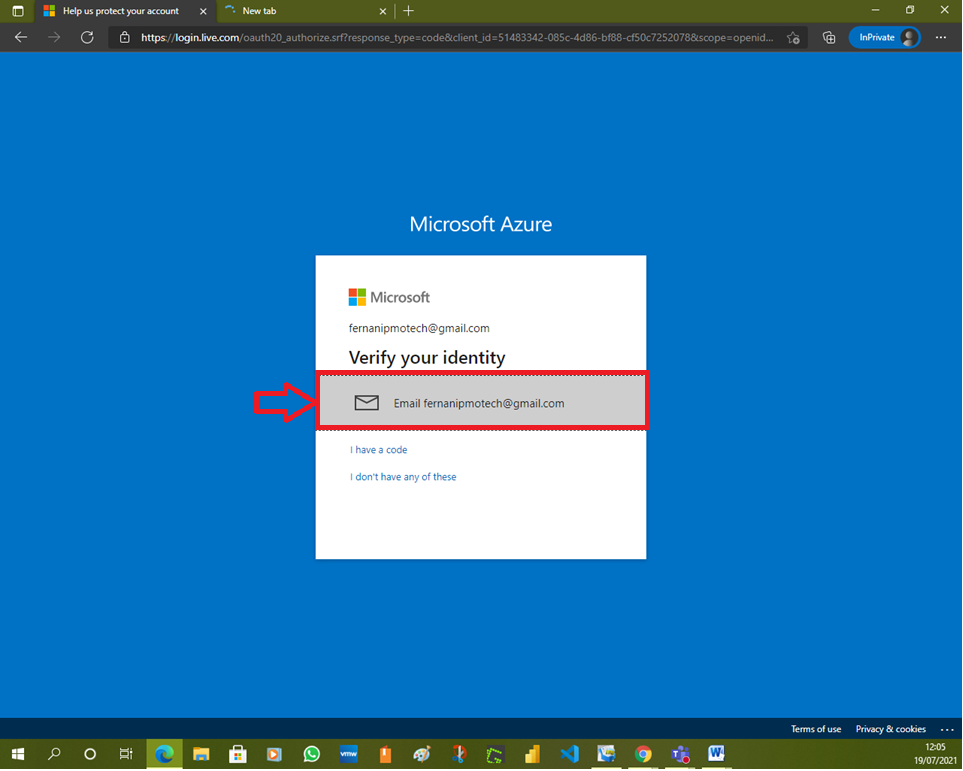 Help us protect your account
New tab
https://login.live.com/oauth20_authorize.srf?response_type=code&client_id=51483342-085c-4d86-bf88-cf50c7252078&scope=openid...
InPrivate
Microsoft Azure
Microsoft
fernanipmotech@gmail.com
Verify your identity
Email fernanipmotech@gmail.com
I have a code
I don't have any of these
Terms of use
Privacy & cookies
vmw
12:05
19/07/2021